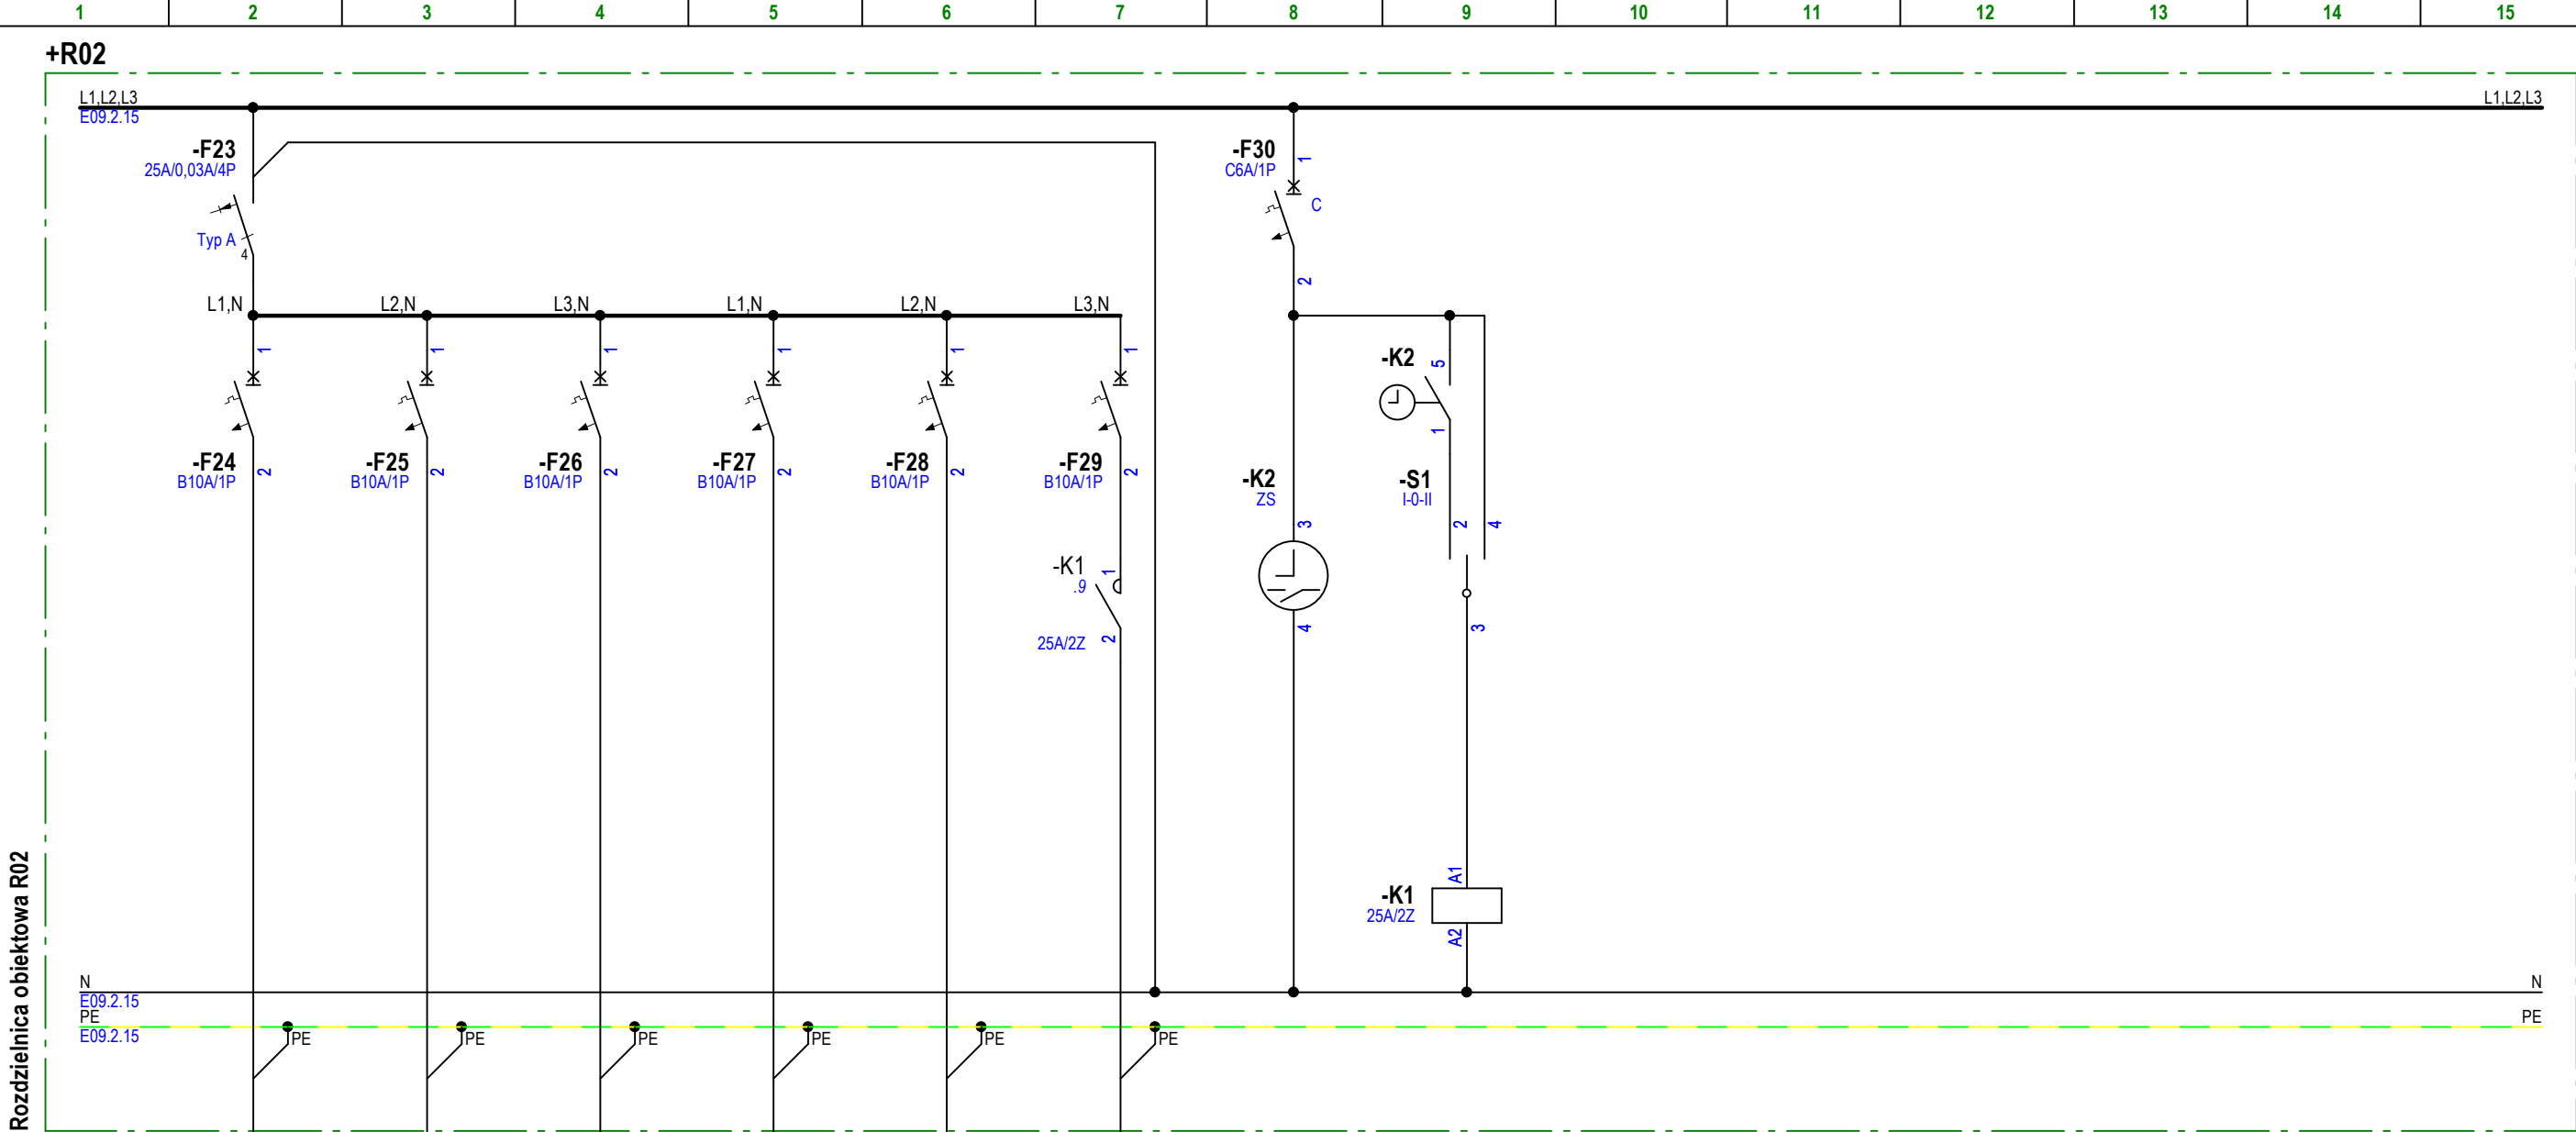 1 2 3 4 5 6 7 8 9 10 11 12 13 14 15
+R02
L1,L2,L3 L1,L2,L3
E09.2.15
-F23
25A/0,03A/4P
Typ A
4
-F30
C6A/1P
1
C
2
L1,N L2,N L3,N L1,N L2,N L3,N
1 1 1 1 1 1
-F24
B10A/1P
2
-F25
B10A/1P
2
-F26
B10A/1P
2
-F27
B10A/1P
2
-F28
B10A/1P
2
-F29
B10A/1P
2
-K1
.9
1
25A/2Z
2
-K2
5
1
-K2
ZS
3
4
-S1
I-0-II
2 4
3
A1
-K1
25A/2Z
A2
N N
E09.2.15
PE PE
E09.2.15
PE PE PE PE PE PE
Rozdzielnica obiektowa R02